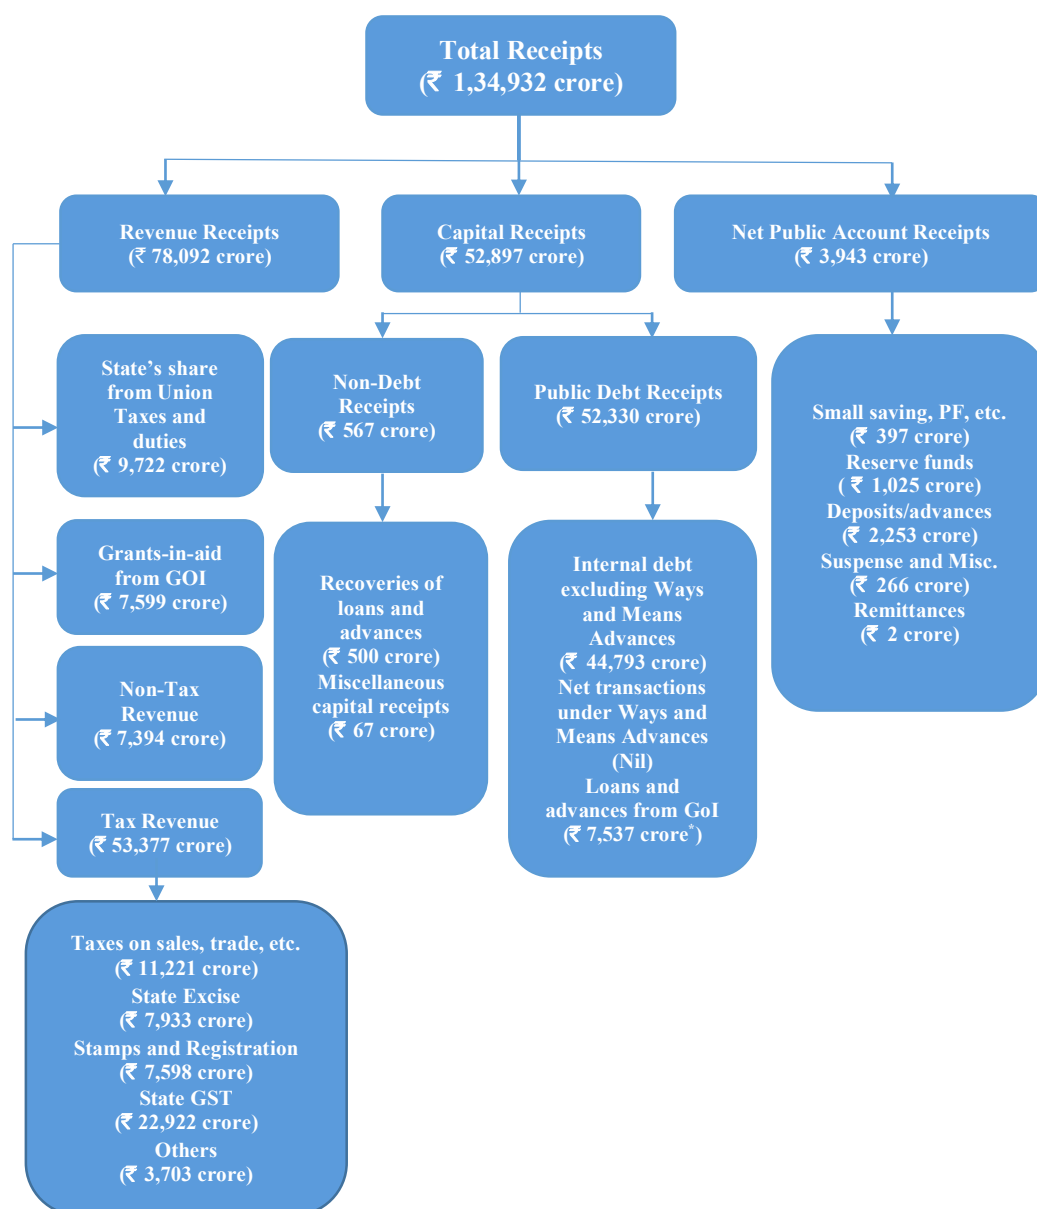 Total Receipts
(₹ 1,34,932 crore)
Revenue Receipts
(₹ 78,092 crore)
Capital Receipts
(₹ 52,897 crore)
Net Public Account Receipts
(₹ 3,943 crore)
State’s share
from Union
Taxes and
duties
(₹ 9,722 crore)
Non-Debt
Receipts
(₹ 567 crore)
Public Debt Receipts
(₹ 52,330 crore)
Small saving, PF, etc.
(₹ 397 crore)
Reserve funds
( ₹ 1,025 crore)
Deposits/advances
(₹ 2,253 crore)
Suspense and Misc.
(₹ 266 crore)
Remittances
(₹ 2 crore)
Grants-in-aid
from GOI
(₹ 7,599 crore)
Recoveries of
loans and
advances
(₹ 500 crore)
Miscellaneous
capital receipts
(₹ 67 crore)
Internal debt
excluding Ways
and Means
Advances
(₹ 44,793 crore)
Net transactions
under Ways and
Means Advances
(Nil)
Loans and
advances from GoI
(₹ 7,537 crore*)
Non-Tax
Revenue
(₹ 7,394 crore)
Tax Revenue
(₹ 53,377 crore)
Taxes on sales, trade, etc.
(₹ 11,221 crore)
State Excise
(₹ 7,933 crore)
Stamps and Registration
(₹ 7,598 crore)
State GST
(₹ 22,922 crore)
Others
(₹ 3,703 crore)